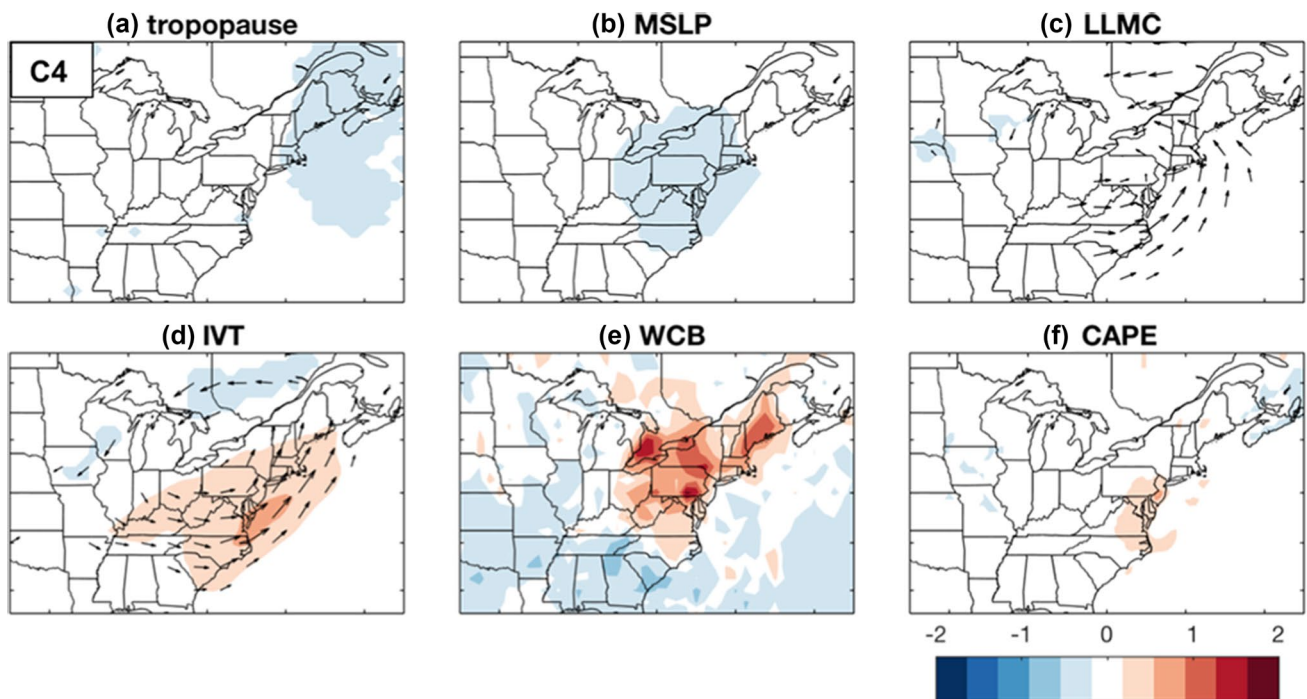 (a) tropopause
(b) MSLP
(c) LLMC
C4
(d) IVT
(e) WCB
(f) CAPE
-2 -1 0 1 2